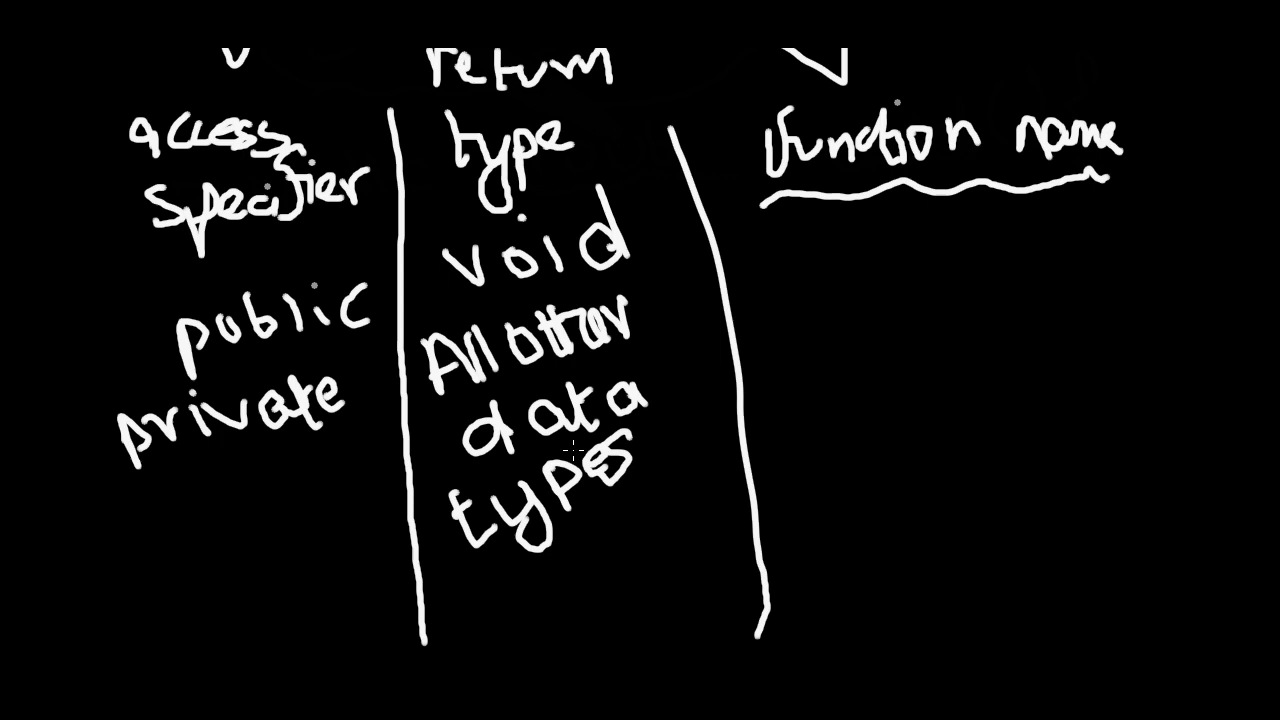 access
specifier
public
private
return
type
void
All other
data
types
function name